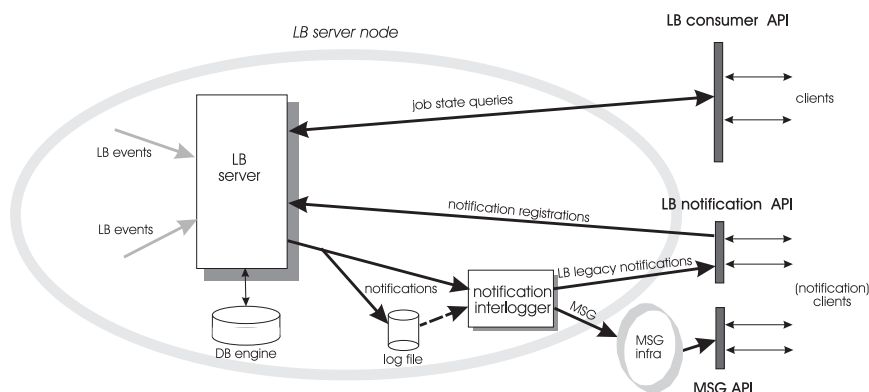 LB consumer API
LB server node
job state queries
clients
LB events
LB
server
notification registrations
LB notification API
LB events
LB legacy notifications
notifications
notification
interlogger
(notification)
clients
MSG
DB engine
log file
MSG
infra
MSG API